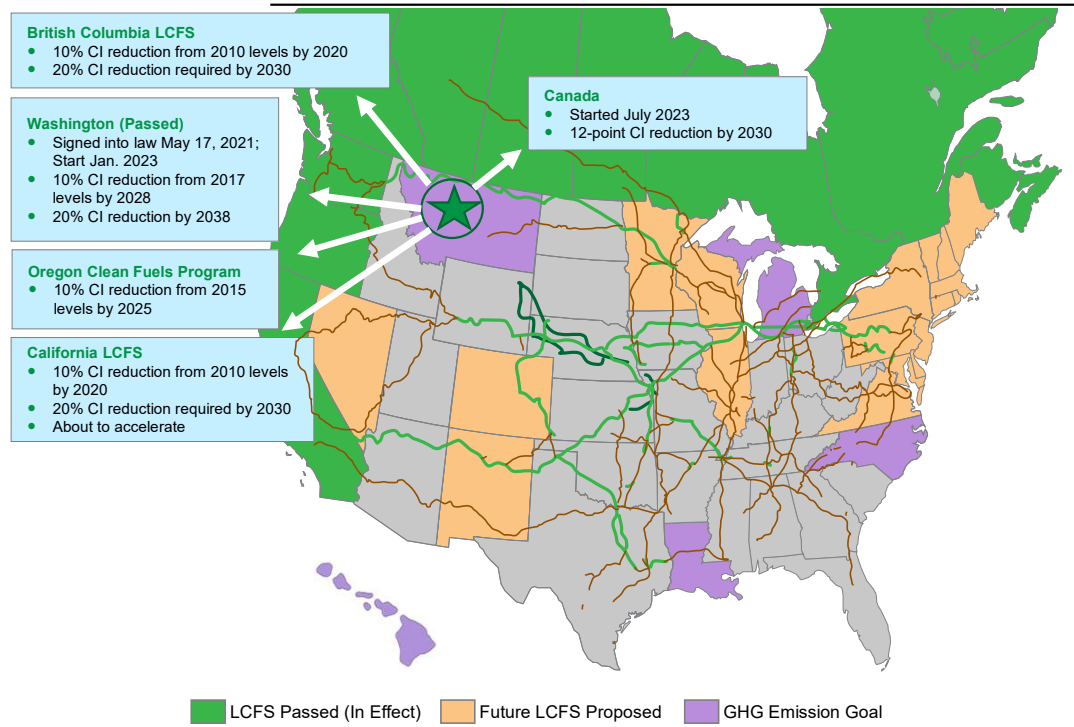 British Columbia LCFS
• 10% CI reduction from 2010 levels by 2020
• 20% CI reduction required by 2030
Canada
• Started July 2023
• 12-point CI reduction by 2030
Washington (Passed)
• Signed into law May 17, 2021;
Start Jan. 2023
• 10% CI reduction from 2017
levels by 2028
• 20% CI reduction by 2038
Oregon Clean Fuels Program
• 10% CI reduction from 2015
levels by 2025
California LCFS
• 10% CI reduction from 2010 levels
by 2020
• 20% CI reduction required by 2030
• About to accelerate
LCFS Passed (In Effect)
Future LCFS Proposed
GHG Emission Goal